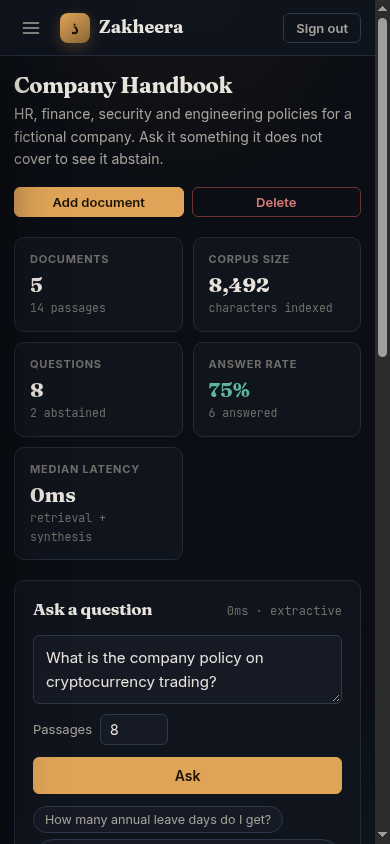 ذ
Zakheera
Sign out
Company Handbook
HR, finance, security and engineering policies for a
fictional company. Ask it something it does not
cover to see it abstain.
Add document
Delete
DOCUMENTS
5
14 passages
CORPUS SIZE
8,492
characters indexed
QUESTIONS
8
2 abstained
ANSWER RATE
75%
6 answered
MEDIAN LATENCY
0ms
retrieval +
synthesis
Ask a question
0ms · extractive
What is the company policy on
cryptocurrency trading?
Passages
8
Ask
How many annual leave days do I get?